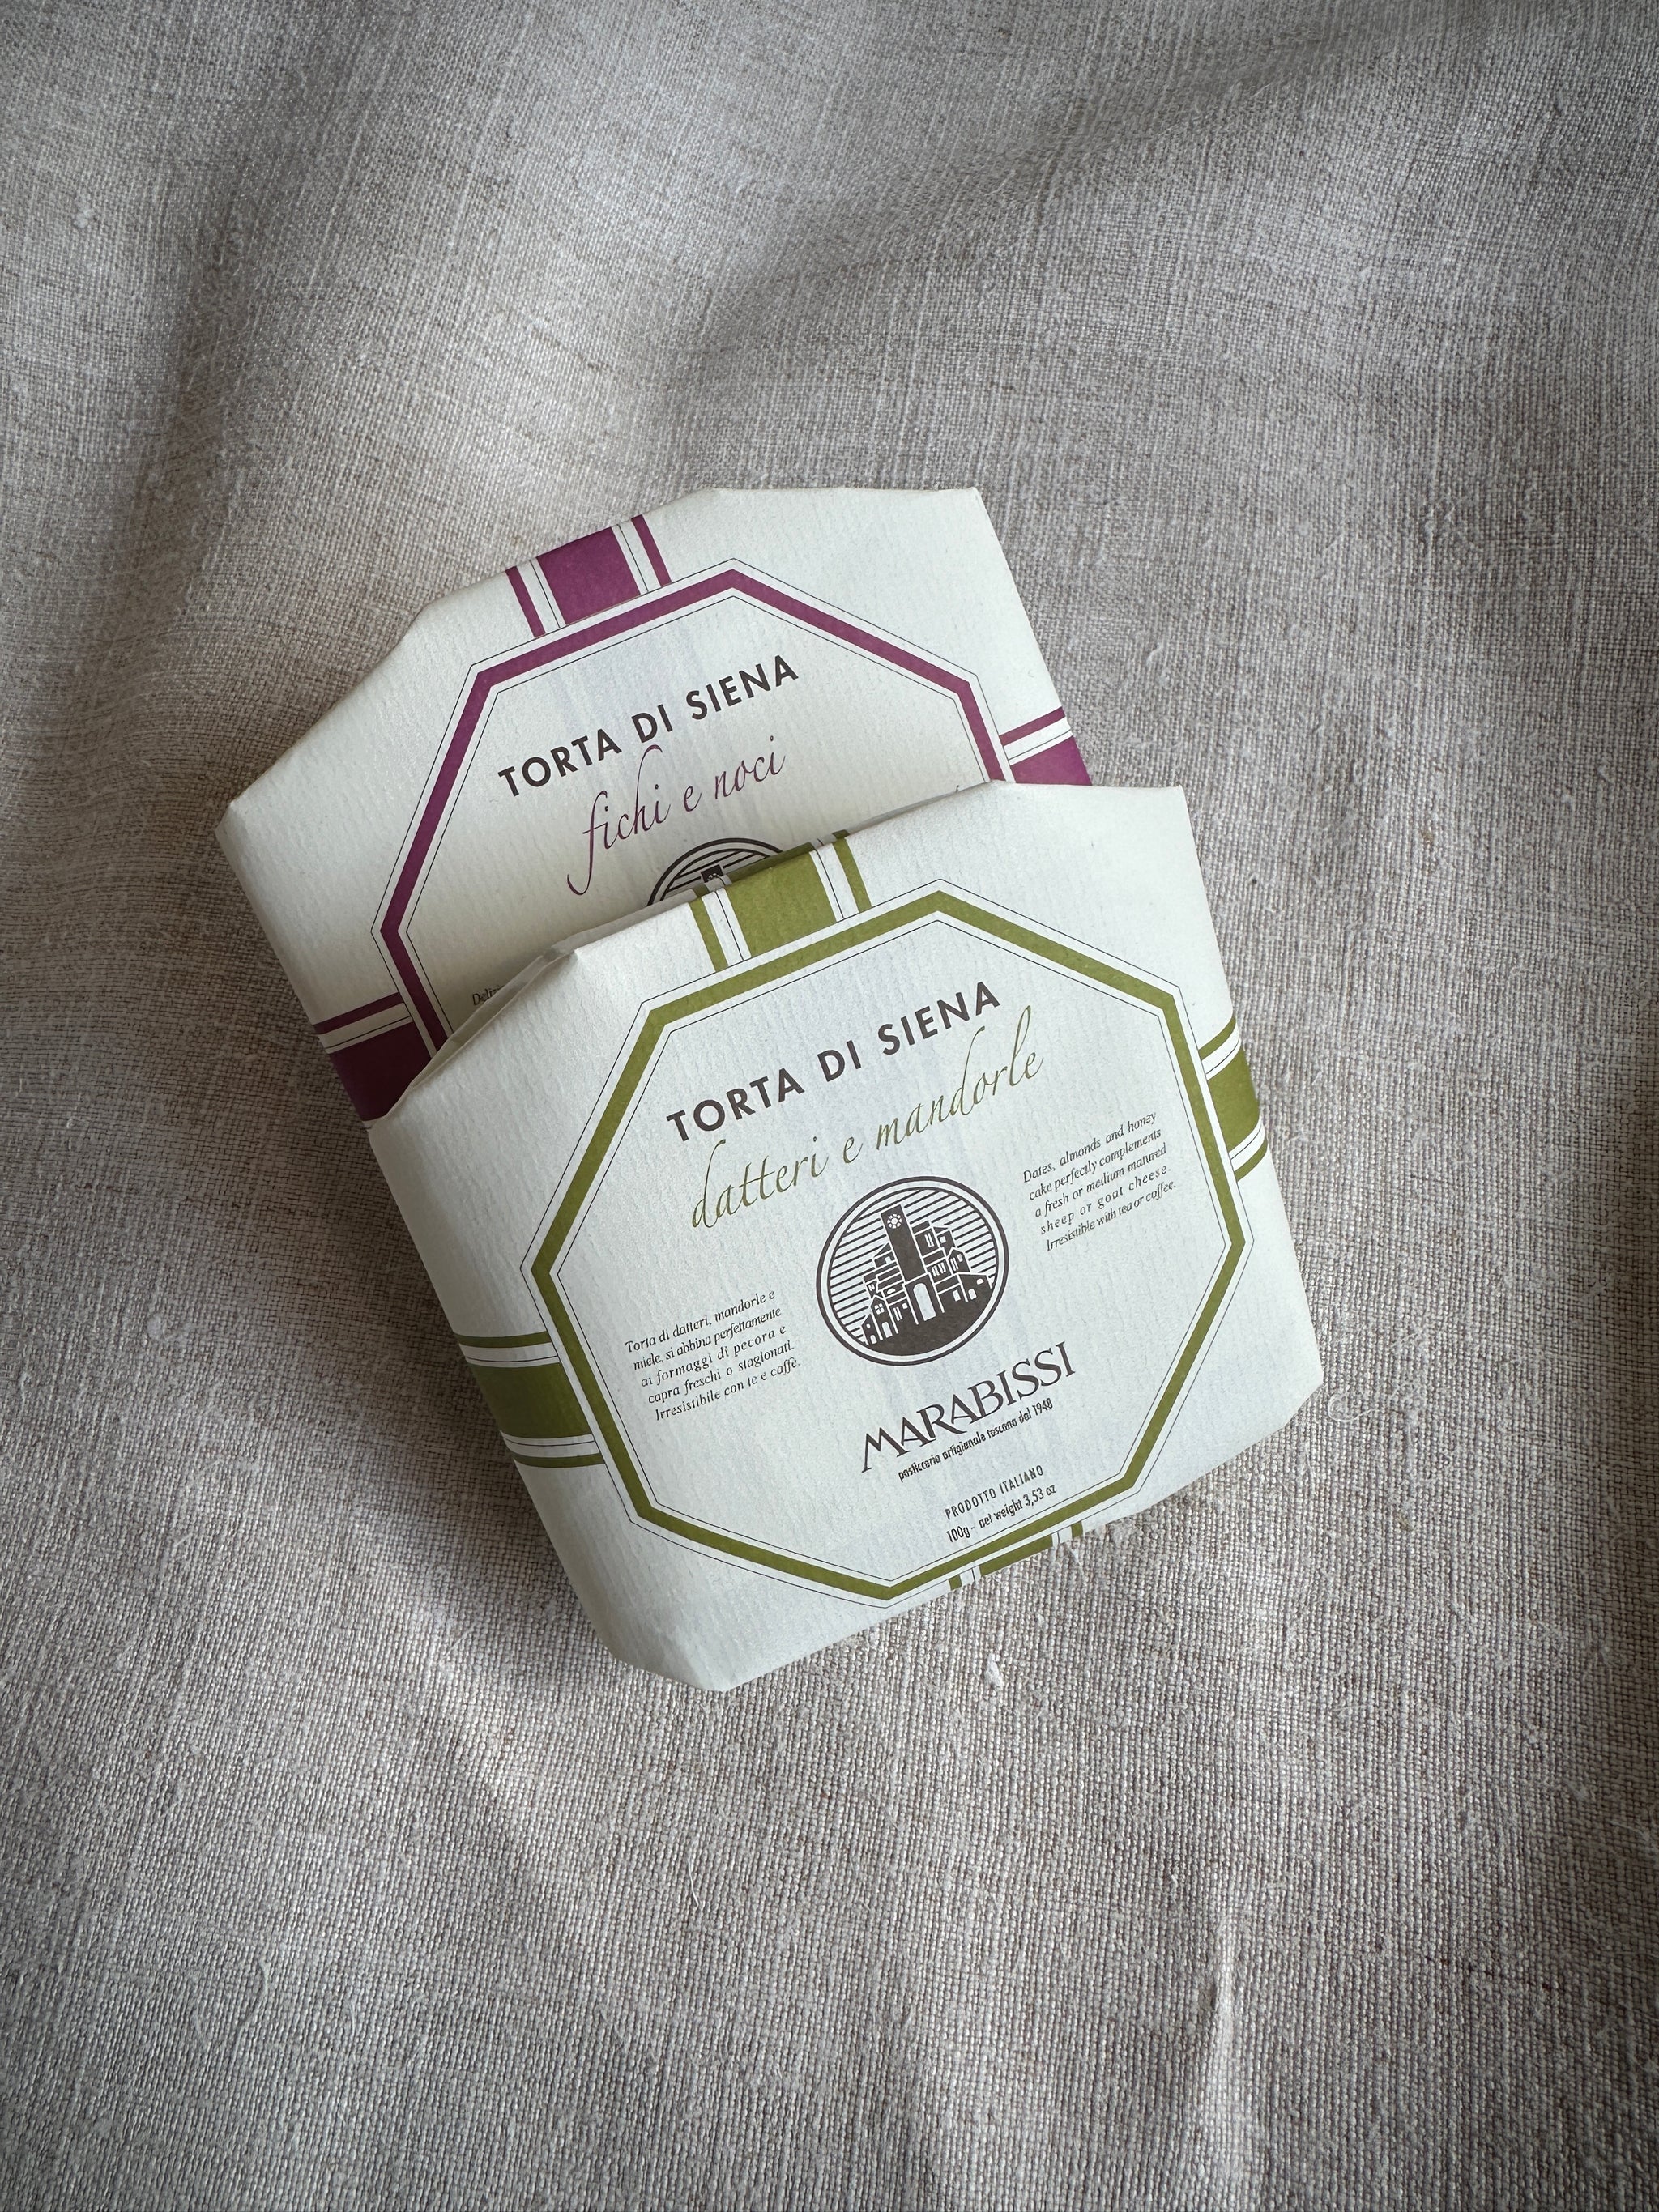 TORTA DI SIENA
fichi e noci
TORTA DI SIENA
datteri e mandorle
Dates, almonds and honey
cake perfectly complements
a fresh or medium matured
sheep or goat cheese.
Irresistible with tea or coffee.
Torta di datteri, mandorle e
miele, si abbina perfettamente
ai formaggi di pecora e
capra freschi o stagionati.
Irresistibile con te e caffè.
MARABISSI
pasticceria artigianale toscana dal 1948
PRODOTTO ITALIANO
100g - net weight 3,53 oz